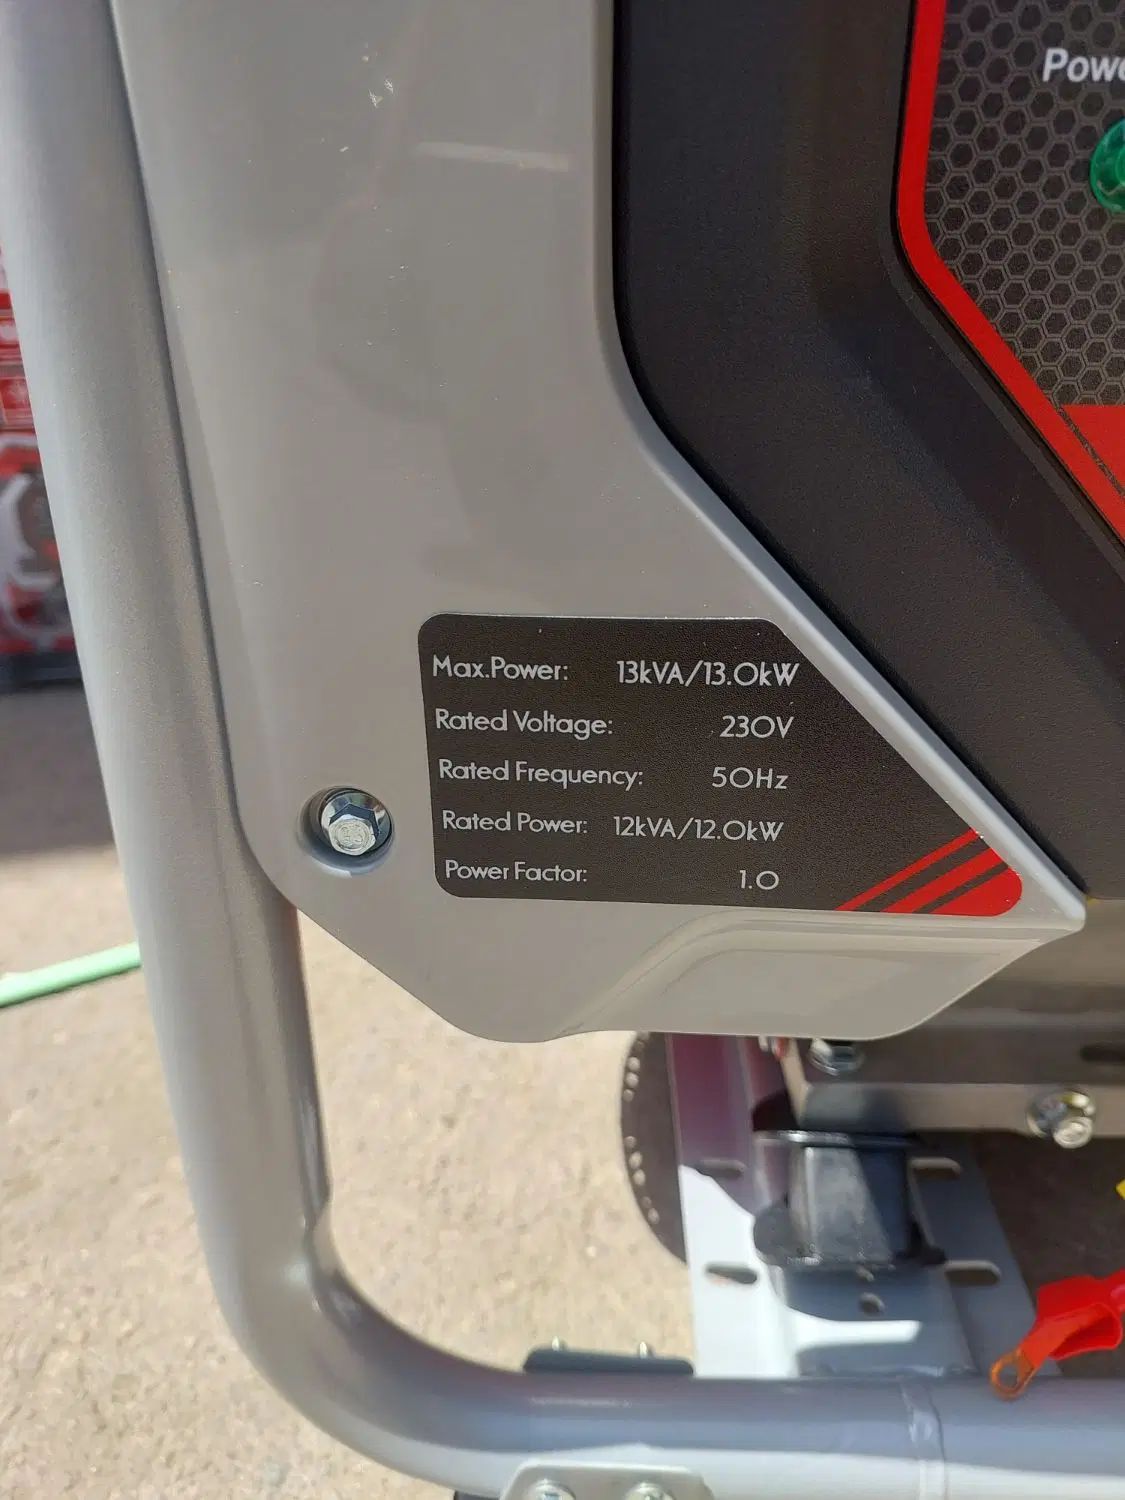 Powe
Max.Power: 13kVA/13.0kW
Rated Voltage: 230V
Rated Frequency: 50Hz
Rated Power: 12kVA/12.0kW
Power Factor: 1.0